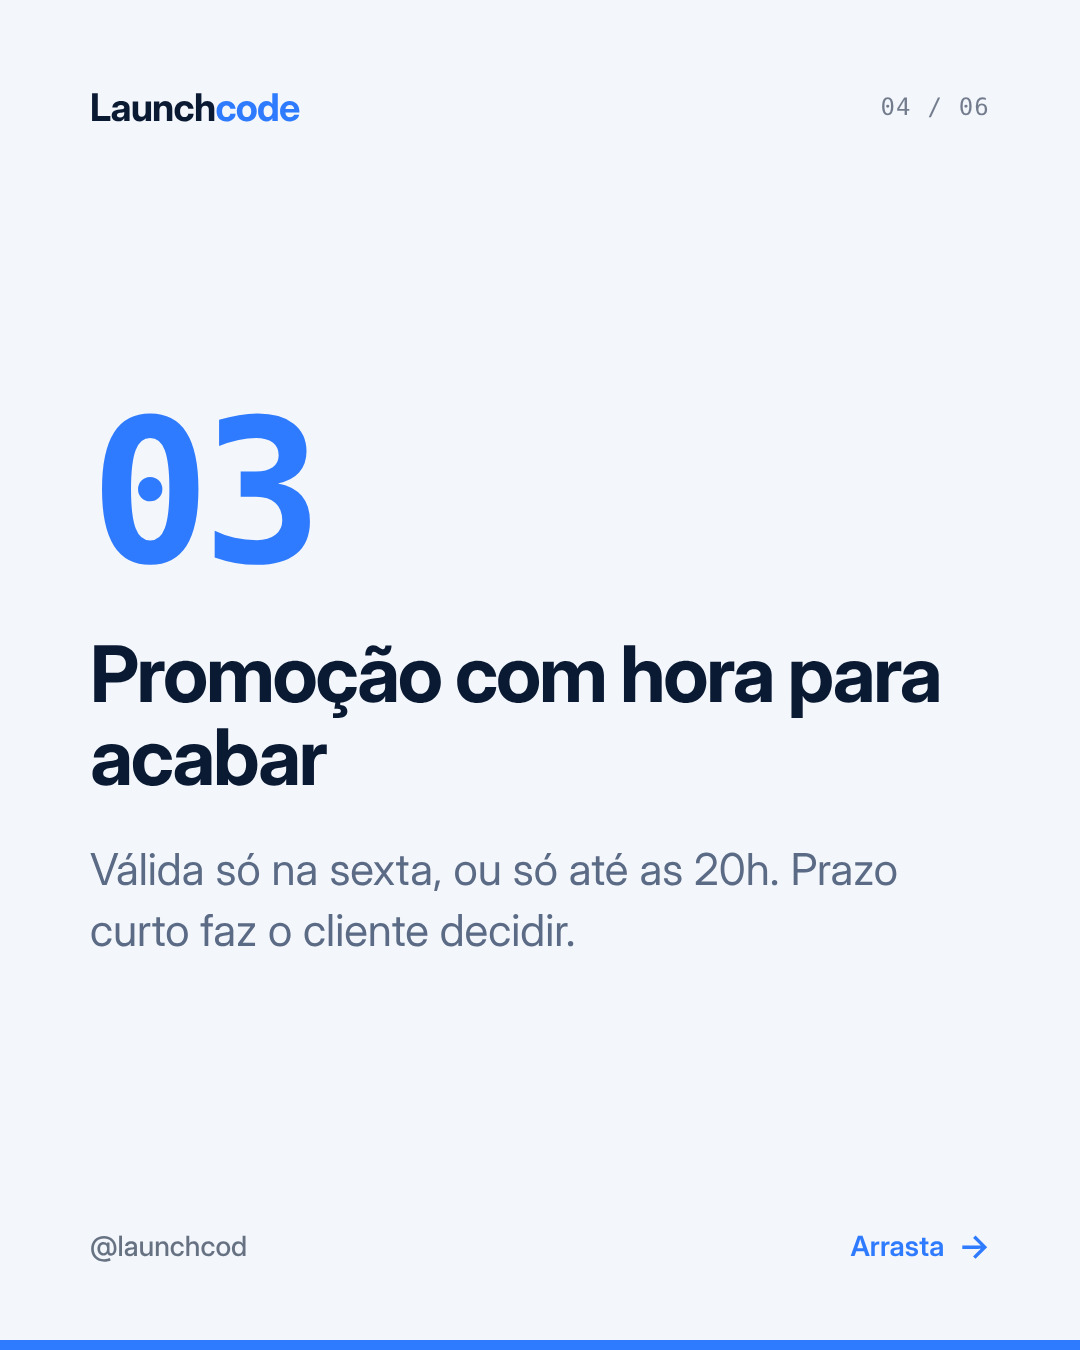 Launchcode
04 / 06
03
Promoção com hora para
acabar
Válida só na sexta, ou só até as 20h. Prazo
curto faz o cliente decidir.
@launchcod
Arrasta →